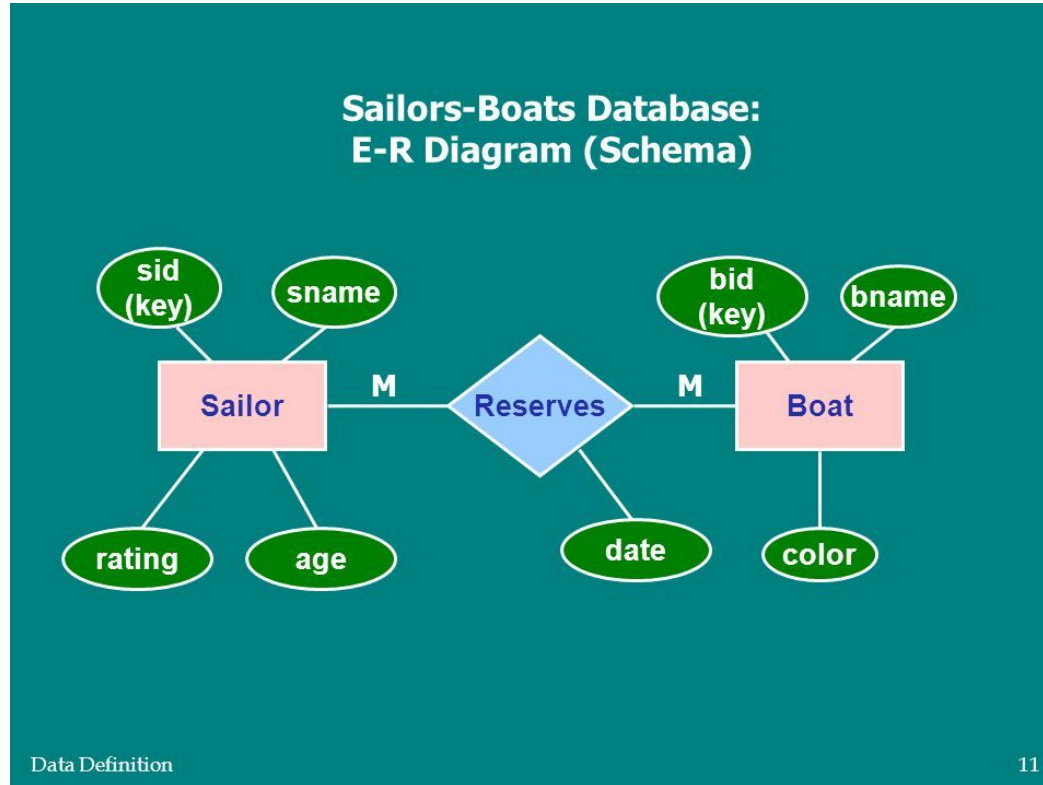 Sailors-Boats Database:
E-R Diagram (Schema)
sid
(key)
sname
bid
(key)
bname
Sailor
M
Reserves
M
Boat
rating
age
date
color
Data Definition
11